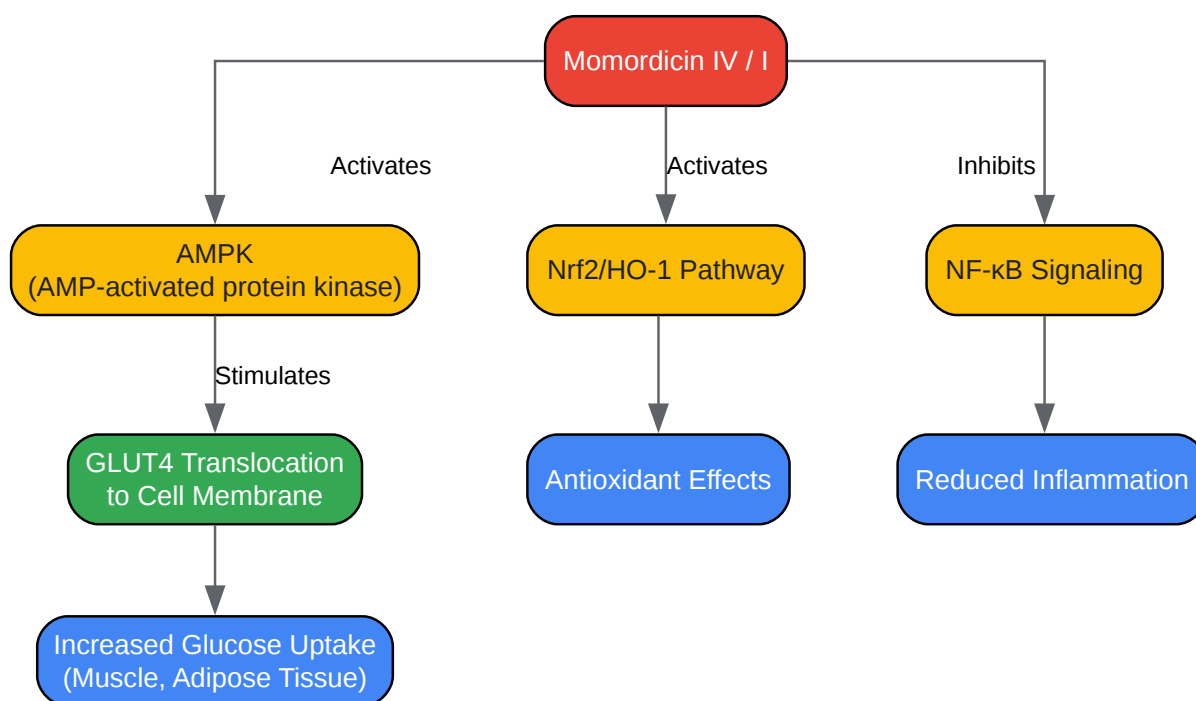 Momordicin IV / I
Activates
Activates
Inhibits
AMPK
(AMP-activated protein kinase)
Nrf2/HO-1 Pathway
NF-κB Signaling
Stimulates
GLUT4 Translocation
to Cell Membrane
Antioxidant Effects
Reduced Inflammation
Increased Glucose Uptake
(Muscle, Adipose Tissue)